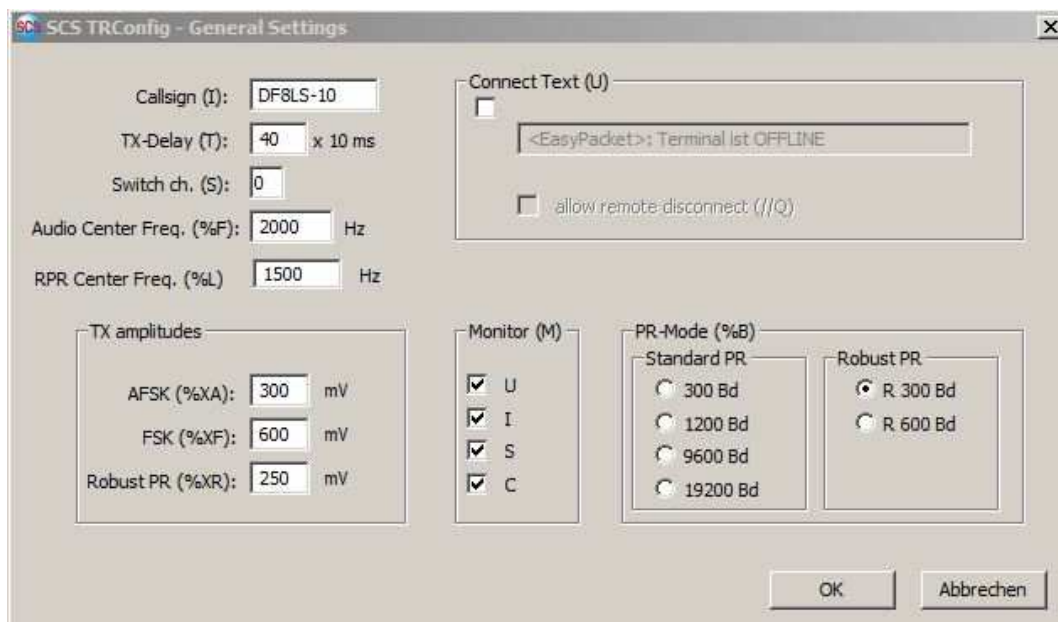 SCS TRConfig - General Settings
Callsign (I): DF8LS-10
TX-Delay (T): 40 x 10 ms
Switch ch. (S): 0
Audio Center Freq. (%F): 2000 Hz
RPR Center Freq. (%L) 1500 Hz
Connect Text (U)
<EasyPacket>: Terminal ist OFFLINE
allow remote disconnect (//Q)
TX amplitudes
AFSK (%XA): 300 mV
FSK (%XF): 600 mV
Robust PR (%XR): 250 mV
Monitor (M)
U
I
S
C
PR-Mode (%B)
Standard PR
300 Bd
1200 Bd
9600 Bd
19200 Bd
Robust PR
R 300 Bd
R 600 Bd
OK
Abbrechen